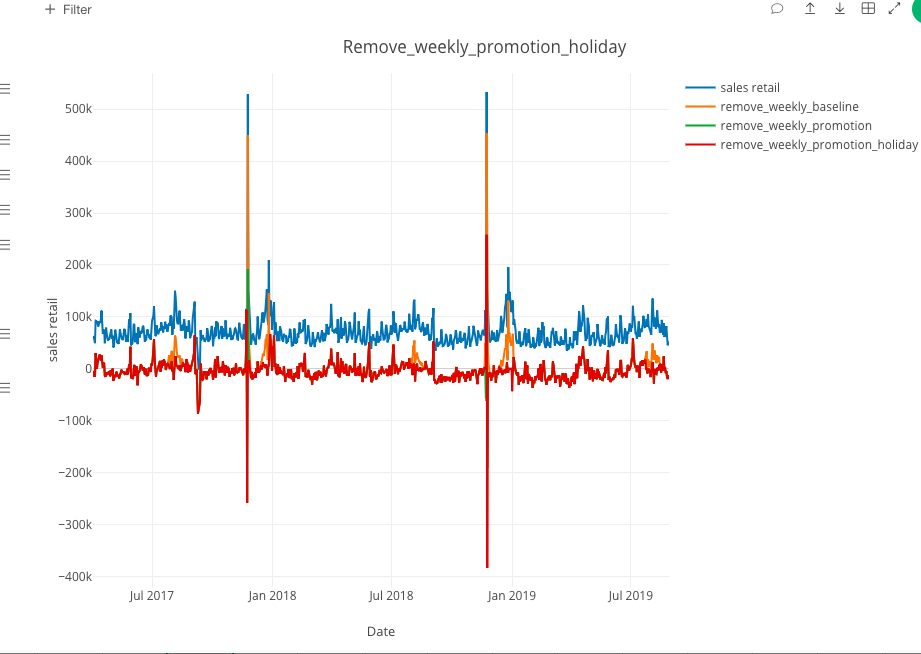 + Filter
Remove_weekly_promotion_holiday
sales retail
remove_weekly_baseline
remove_weekly_promotion
remove_weekly_promotion_holiday
500k
400k
300k
200k
100k
0
−100k
−200k
−300k
−400k
sales retail
Jul 2017
Jan 2018
Jul 2018
Jan 2019
Jul 2019
Date